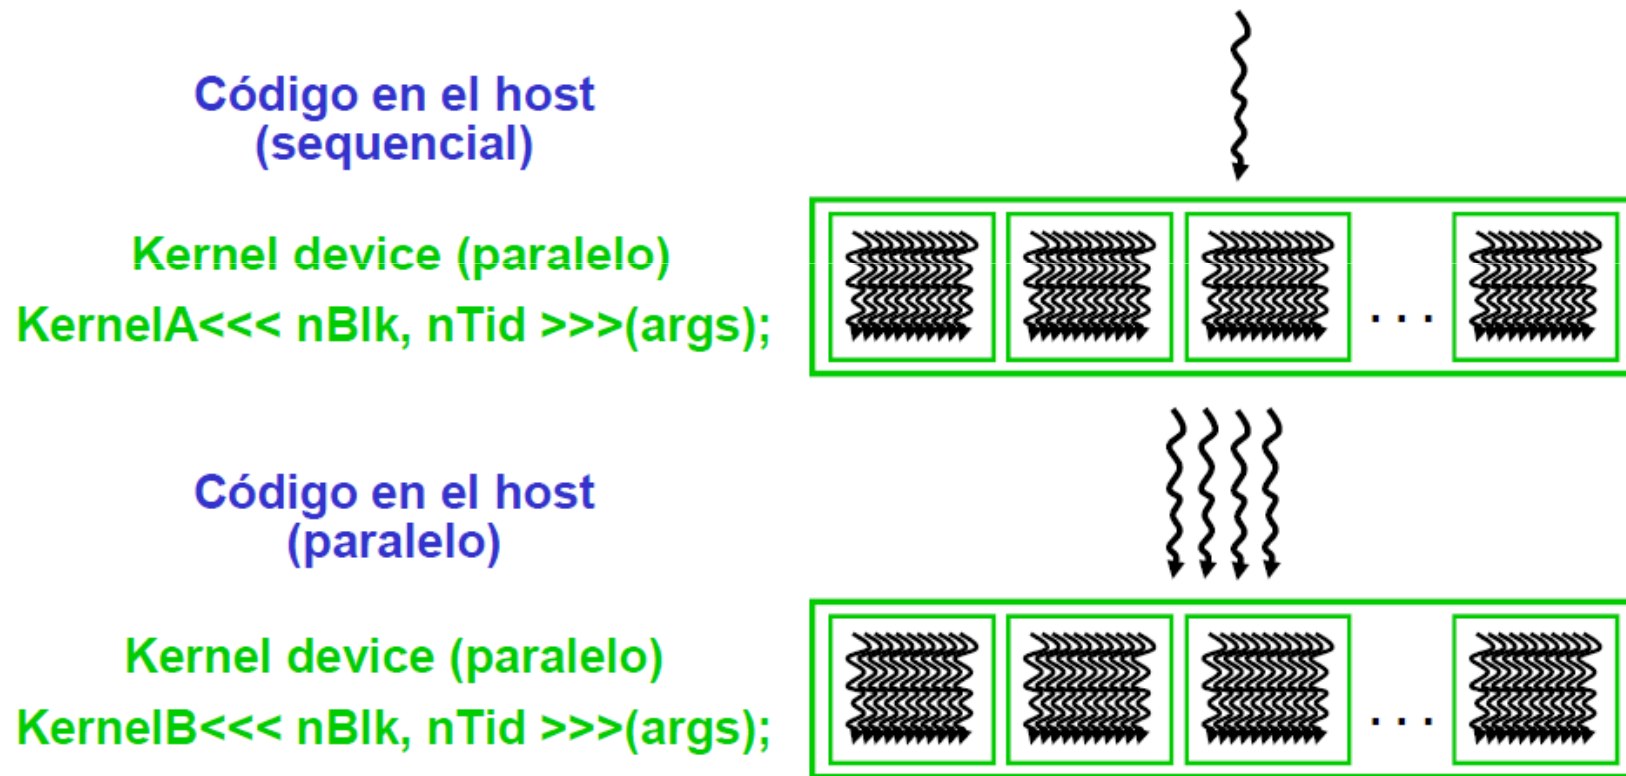 Código en el host
(sequencial)
Kernel device (paralelo)
KernelA<<< nBlk, nTid >>>(args);
. . .
Código en el host
(paralelo)
Kernel device (paralelo)
KernelB<<< nBlk, nTid >>>(args);
. . .